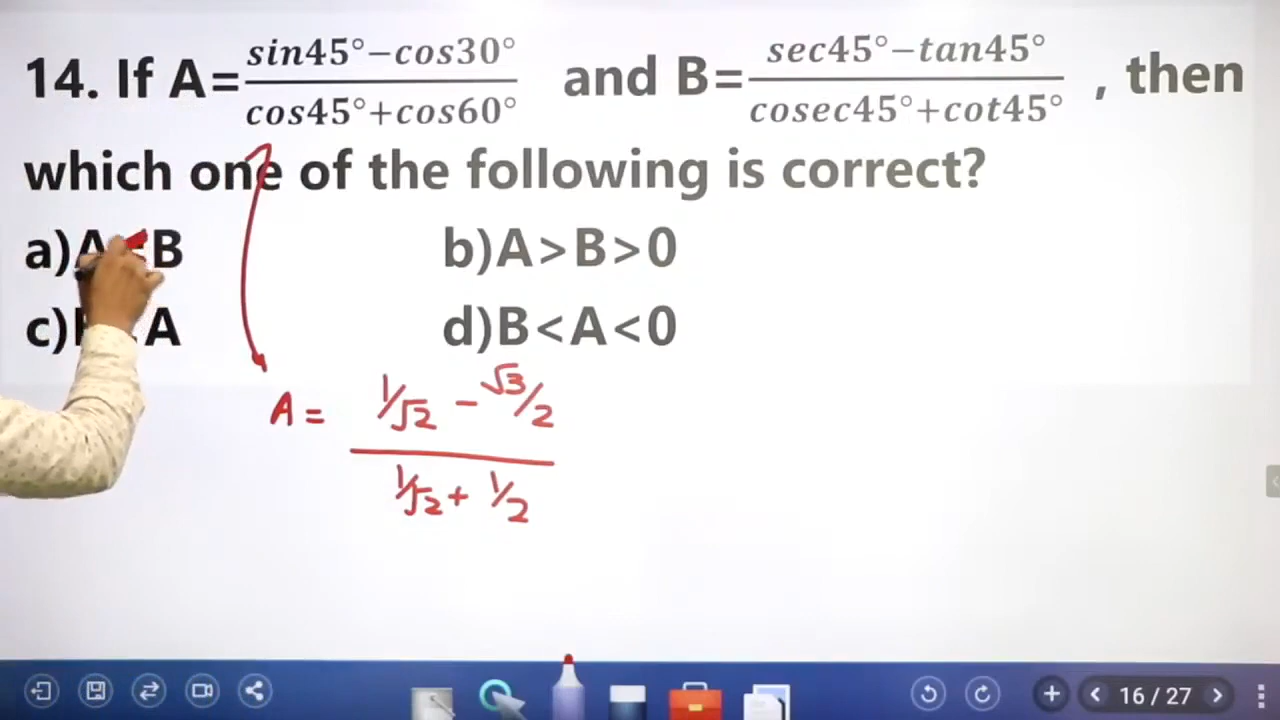 14. If A= sin45°−cos30° / cos45°+cos60° and B= sec45°−tan45° / cosec45°+cot45° , then
which one of the following is correct?
a) A B b)A>B>0
c) A d)B<A<0
A = 1/√2 − √3/2 / 1/√2 + 1/2
16 / 27